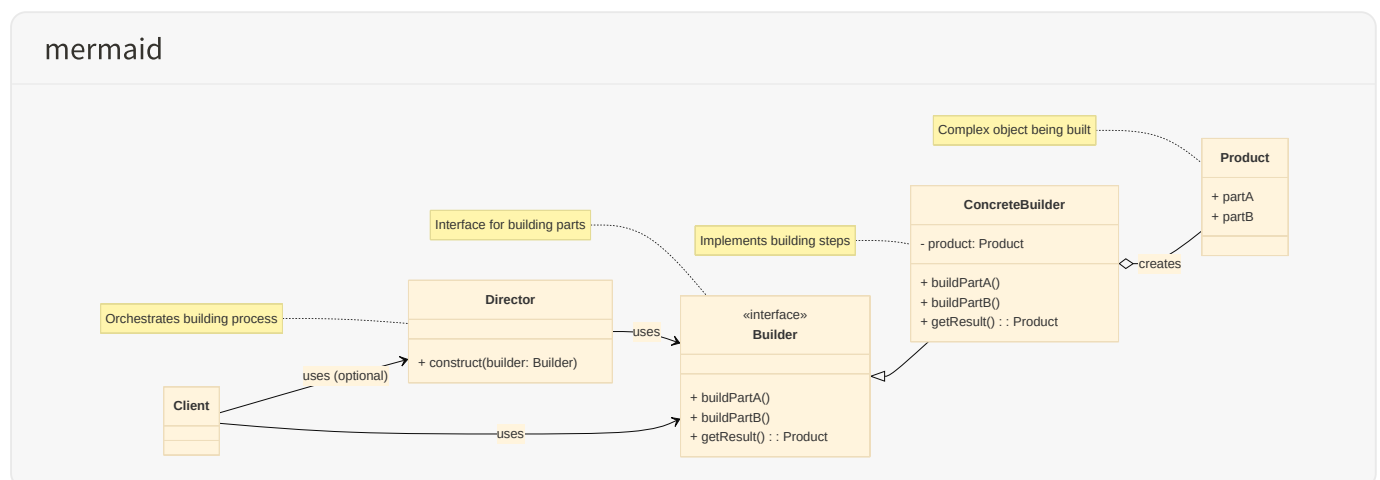 mermaid
Complex object being built
Product
+ partA
+ partB
ConcreteBuilder
- product: Product
+ buildPartA()
+ buildPartB()
+ getResult() : : Product
creates
Interface for building parts
Implements building steps
Director
+ construct(builder: Builder)
Orchestrates building process
uses
«interface»
Builder
+ buildPartA()
+ buildPartB()
+ getResult() : : Product
uses (optional)
Client
uses